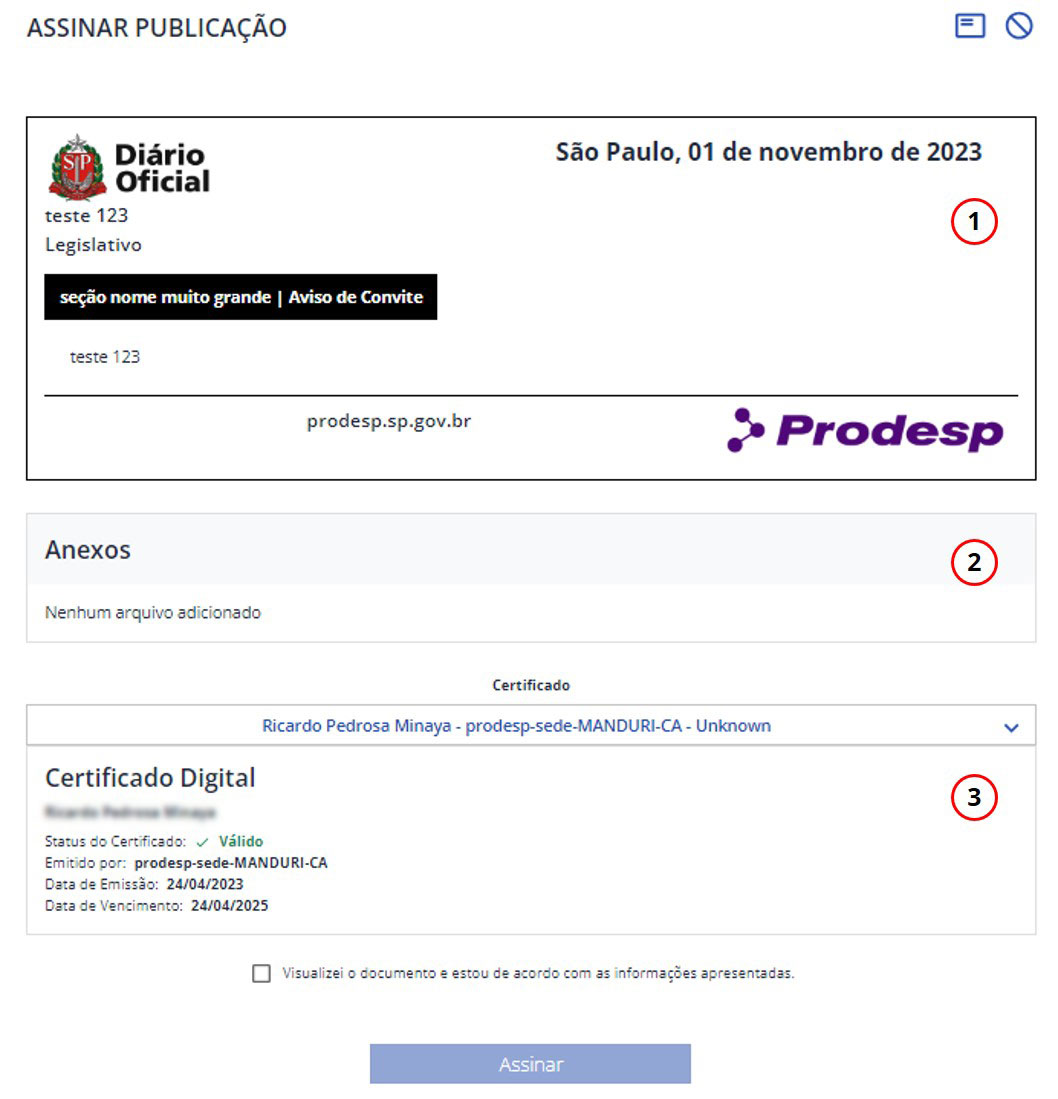 ASSINAR PUBLICAÇÃO
SP
Diário
Oficial
São Paulo, 01 de novembro de 2023
teste 123
1
Legislativo
seção nome muito grande | Aviso de Convite
teste 123
prodesp.sp.gov.br
Prodesp
Anexos
2
Nenhum arquivo adicionado
Certificado
Ricardo Pedrosa Minaya - prodesp-sede-MANDURI-CA - Unknown
Certificado Digital
3
Status do Certificado: ✓ Válido
Emitido por: prodesp-sede-MANDURI-CA
Data de Emissão: 24/04/2023
Data de Vencimento: 24/04/2025
Visualizei o documento e estou de acordo com as informações apresentadas.
Assinar